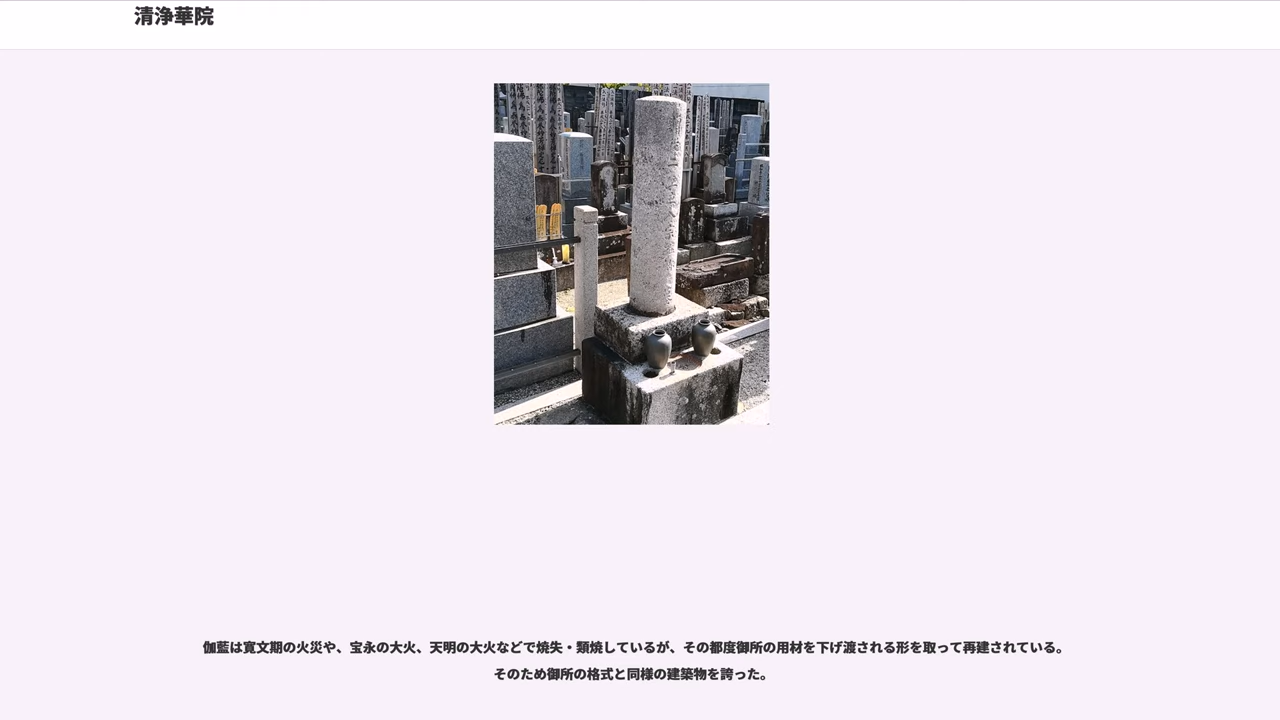 清浄華院
伽藍は寛文期の火災や、宝永の大火、天明の大火などで焼失・類焼しているが、その都度御所の用材を下げ渡される形を取って再建されている。
そのため御所の格式と同様の建築物を誇った。